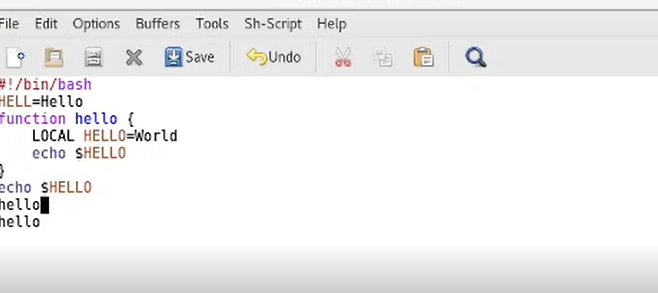 File Edit Options Buffers Tools Sh-Script Help
Save Undo
#!/bin/bash
HELL=Hello
function hello {
    LOCAL HELLO=World
    echo $HELLO
}
echo $HELLO
hello
hello